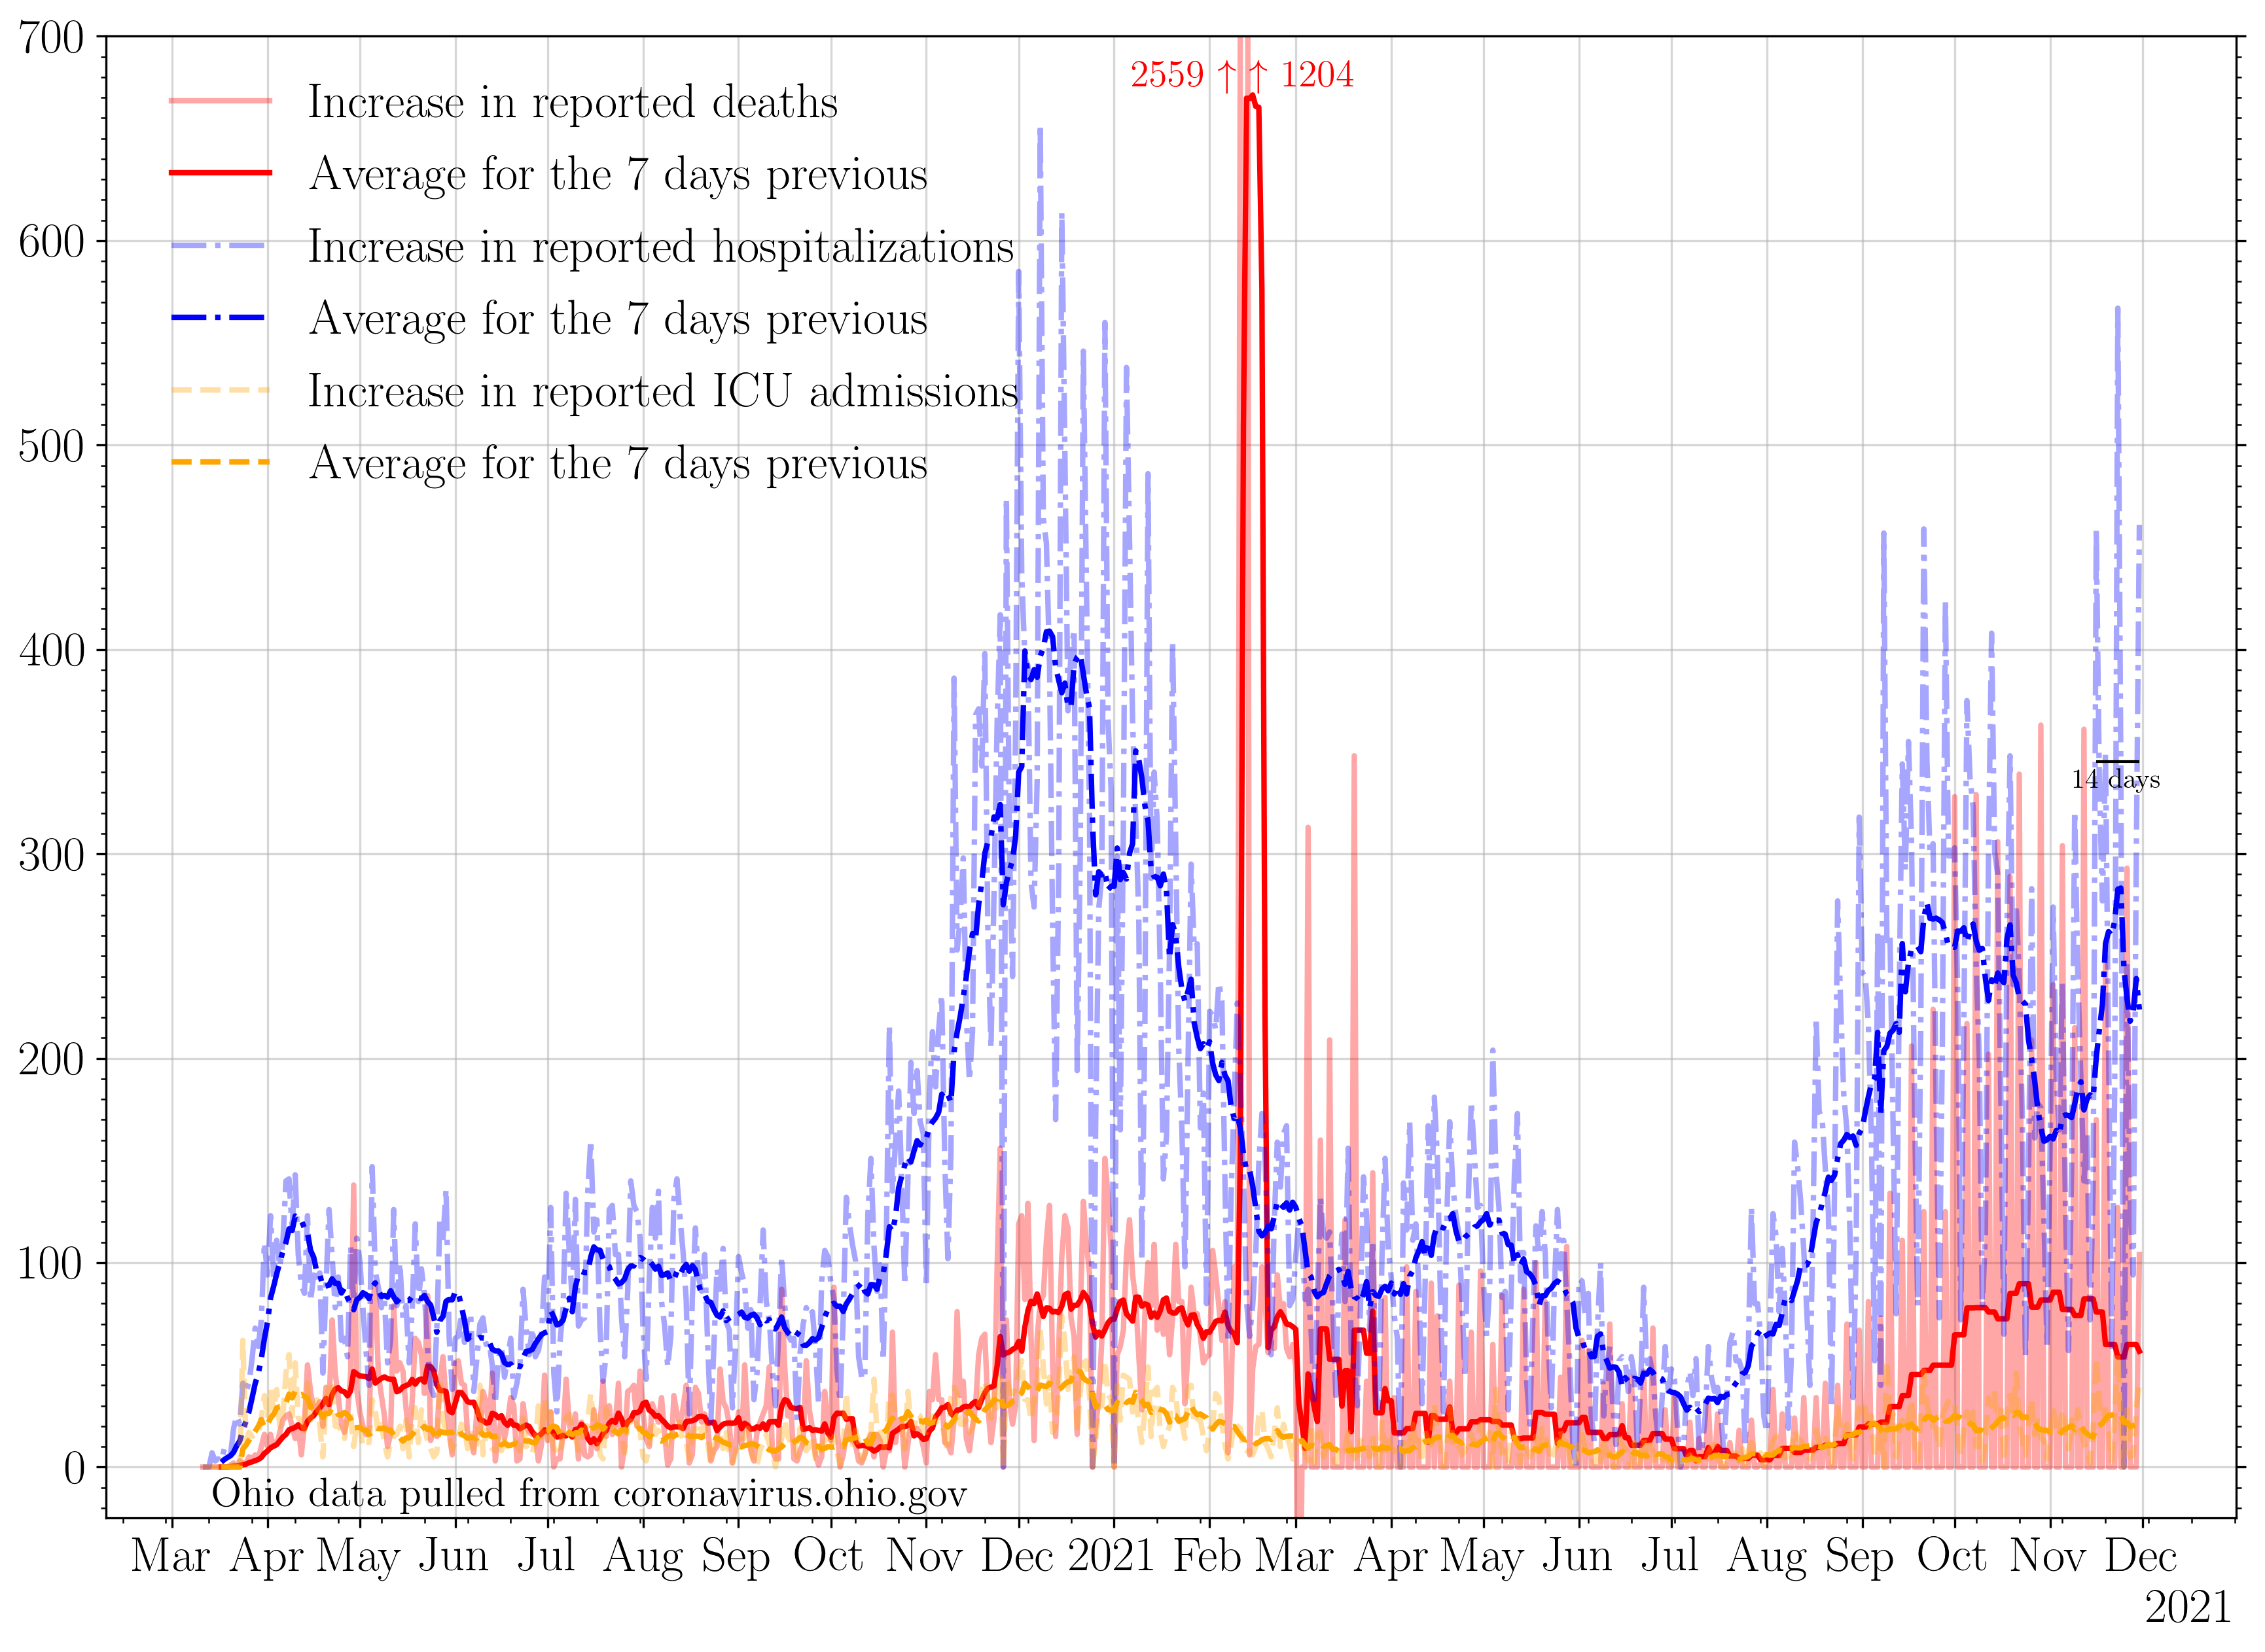 700
600
500
400
300
200
100
0
2559 ↑ ↑ 1204
Increase in reported deaths
Average for the 7 days previous
Increase in reported hospitalizations
Average for the 7 days previous
Increase in reported ICU admissions
Average for the 7 days previous
14 days
Ohio data pulled from coronavirus.ohio.gov
Mar Apr May Jun Jul Aug Sep Oct Nov Dec 2021 Feb Mar Apr May Jun Jul Aug Sep Oct Nov Dec
2021